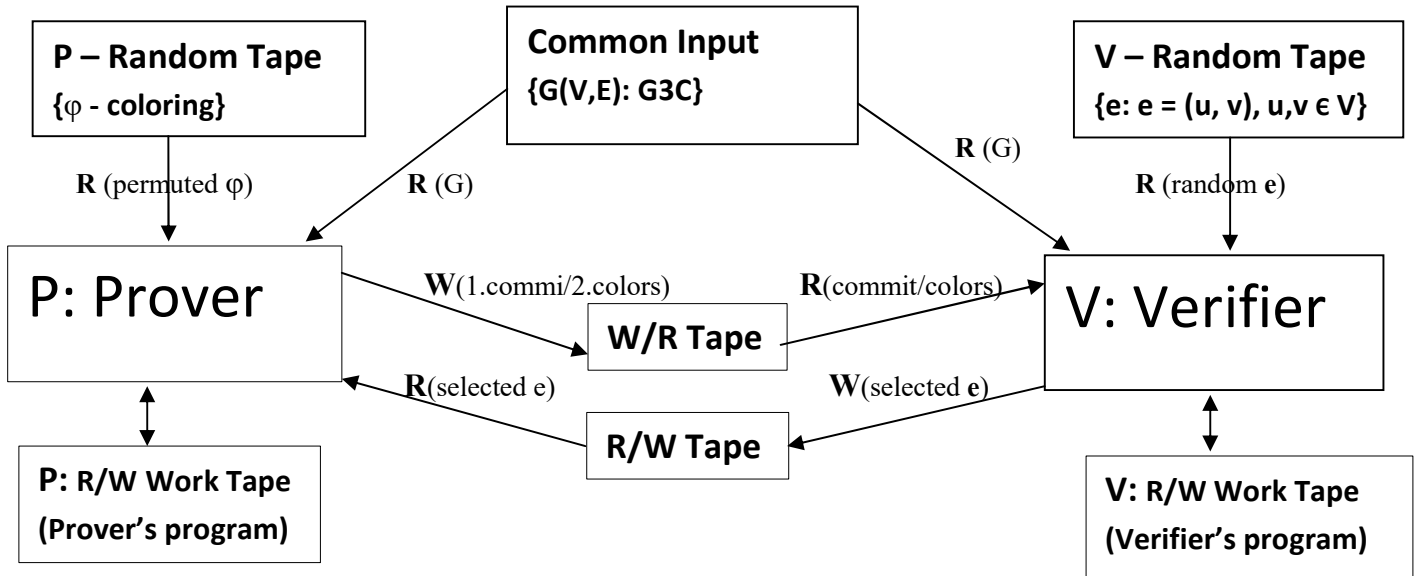 P – Random Tape
{φ - coloring}
Common Input
{G(V,E): G3C}
V – Random Tape
{e: e = (u, v), u,v є V}
R (permuted φ)
R (G)
R (G)
R (random e)
P: Prover
W(1.commi/2.colors)
R(commit/colors)
V: Verifier
W/R Tape
R(selected e)
W(selected e)
R/W Tape
P: R/W Work Tape
(Prover’s program)
V: R/W Work Tape
(Verifier’s program)